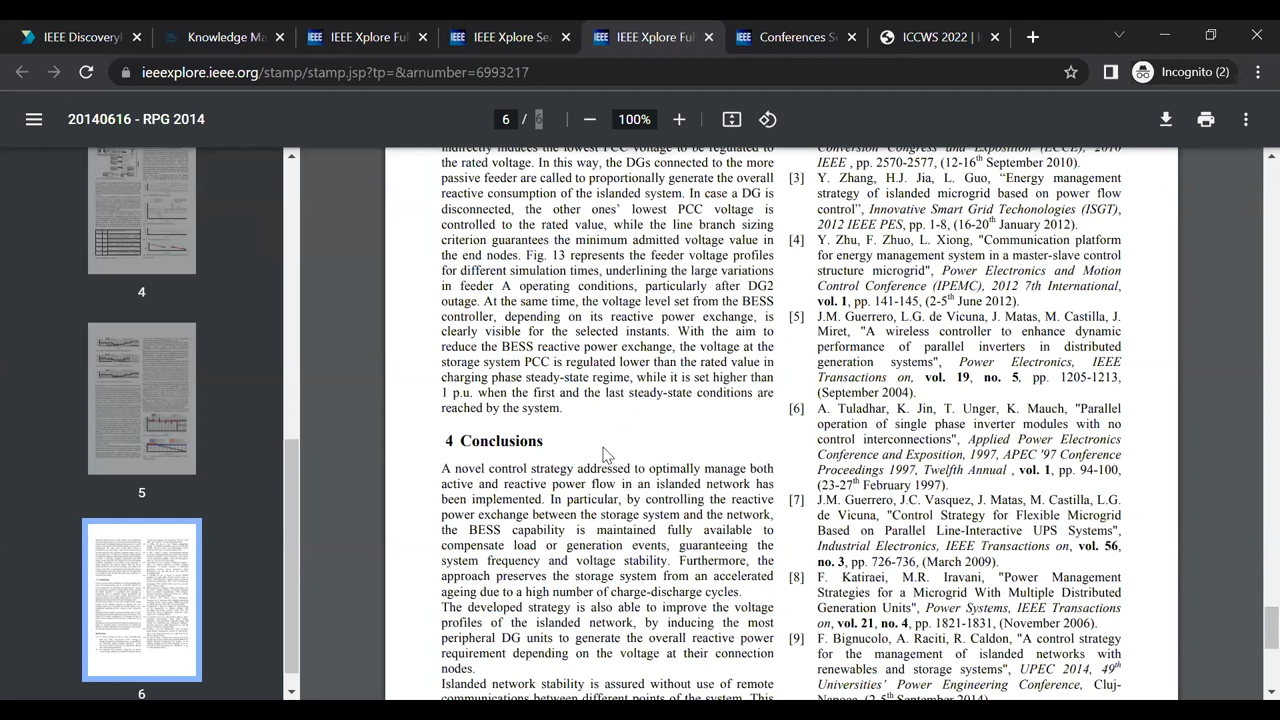 IEEE Discovery
Knowledge Ma
IEEE Xplore Ful
IEEE Xplore Se
IEEE Xplore Ful
Conferences S
ICCWS 2022 |
ieeexplore.ieee.org/stamp/stamp.jsp?tp=&arnumber=6993217
Incognito (2)
20140616 - RPG 2014
6 / 6
100%
4
5
6
the rated voltage. In this way, the DGs connected to the more
passive feeder are called to proportionally generate the overall
reactive consumption of the islanded system. In case a DG is
disconnected, the other ones' lowest PCC voltage is
controlled to the rated value, while the line branch sizing
criterion guarantees the minimum admitted voltage value in
the end nodes. Fig. 13 represents the feeder voltage profiles
for different simulation times, underlining the large variations
in feeder A operating conditions, particularly after DG2
outage. At the same time, the voltage level set from the BESS
controller, depending on its reactive power exchange, is
clearly visible for the selected instants. With the aim to
reduce the BESS reactive power exchange, the voltage at the
storage system PCC is regulated lower than the rated value in
charging phase steady-state regime, while it is set higher than
1 p.u. when the first and the last steady-state conditions are
reached by the system.
4 Conclusions
A novel control strategy addressed to optimally manage both
active and reactive power flow in an islanded network has
been implemented. In particular, by controlling the reactive
power exchange between the storage system and the network,
the BESS capability is maintained fully available to
compensate loads and generation events, guaranteeing the
system frequency and voltage stability. Furthermore, the
approach preserves the storage system from an accelerated
ageing due to a high number of charge-discharge cycles.
The developed strategy is also able to improve the voltage
profiles of the islanded network, by inducing the most
peripheral DG units to generate the overall reactive power
requirement depending on the voltage at their connection
nodes.
Islanded network stability is assured without use of remote
communications between different points of the system. This
IEEE , pp. 2570-2577, (12-16th September 2010).
[3] Y. Zhang, H.J. Jia, L. Guo, "Energy management
strategy of islanded microgrid based on power flow
control", Innovative Smart Grid Techonologies (ISGT),
2012 IEEE PES, pp. 1-8, (16-20th January 2012).
[4] Y. Zhu, F. Zhuo, L. Xiong, "Communication platform
for energy management system in a master-slave control
structure microgrid", Power Electronics and Motion
Control Conference (IPEMC), 2012 7th International,
vol. 1, pp. 141-145, (2-5th June 2012).
[5] J.M. Guerrero, L.G. de Vicuna, J. Matas, M. Castilla, J.
Miret, "A wireless controller to enhance dynamic
performance of parallel inverters in distributed
generation systems", Power Electronics, IEEE
Transactions on, vol. 19, no. 5, pp. 1205-1213,
(September 2004).
[6] A. Tuladhar, K. Jin, T. Unger, K. Mauch, "Parallel
operation of single phase inverter modules with no
control interconnections", Applied Power Electronics
Conference and Exposition, 1997, APEC '97 Conference
Proceedings 1997, Twelfth Annual , vol. 1, pp. 94-100,
(23-27th February 1997).
[7] J.M. Guerrero, J.C. Vasquez, J. Matas, M. Castilla, L.G.
de Vicuna, "Control Strategy for Flexible Microgrid
Based on Parallel Line-Interactive UPS Systems",
Industrial Electronics, IEEE Transactions on, vol. 56,
no. 3, pp. 726-736, (March 2009).
[8] F. Katiraei, M.R. Iravani, "Power Management
Strategies for a Microgrid With Multiple Distributed
Generation Units", Power Systems, IEEE Transactions
on, vol. 21, no. 4, pp. 1821-1831, (November 2006).
[9] "A control strategy
for the management of islanded networks with
renewables and storage systems", UPEC 2014, 49th
Universities' Power Engineering Conference, Cluj-
Napoca, (2-5th September 2014).